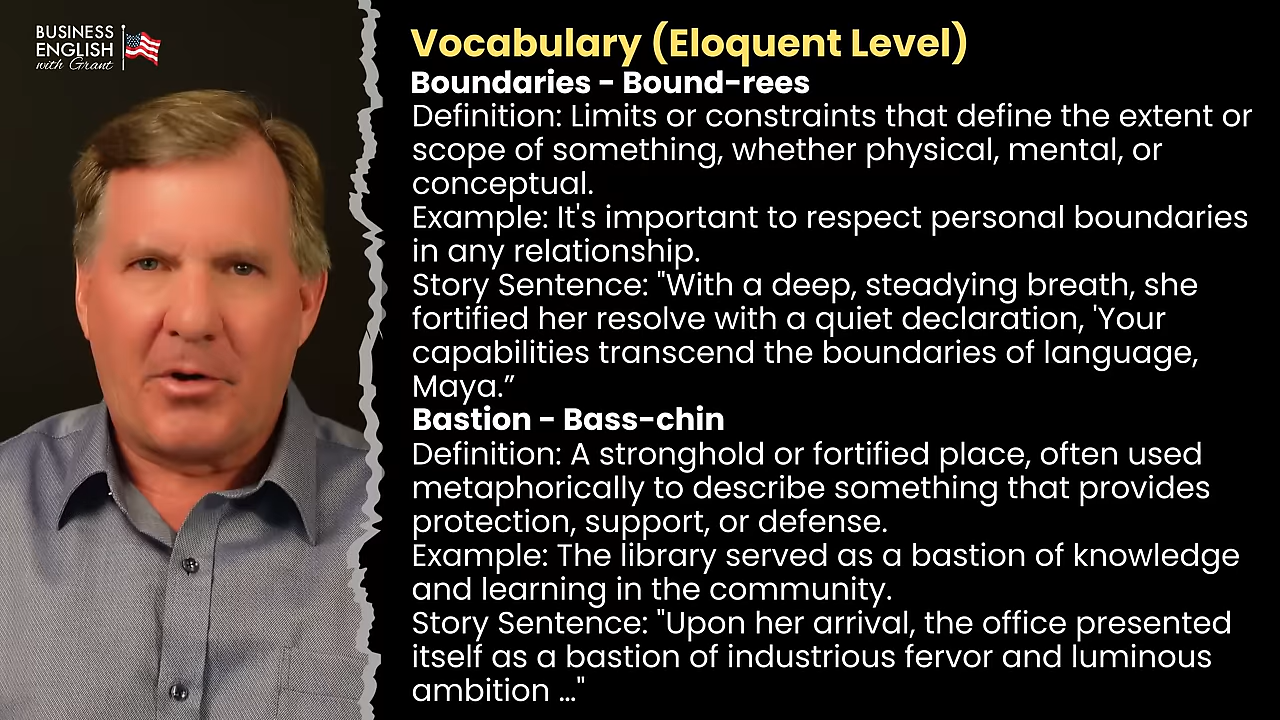 BUSINESS
ENGLISH
with Grant
Vocabulary (Eloquent Level)
Boundaries - Bound-rees
Definition: Limits or constraints that define the extent or
scope of something, whether physical, mental, or
conceptual.
Example: It's important to respect personal boundaries
in any relationship.
Story Sentence: "With a deep, steadying breath, she
fortified her resolve with a quiet declaration, 'Your
capabilities transcend the boundaries of language,
Maya.”
Bastion - Bass-chin
Definition: A stronghold or fortified place, often used
metaphorically to describe something that provides
protection, support, or defense.
Example: The library served as a bastion of knowledge
and learning in the community.
Story Sentence: "Upon her arrival, the office presented
itself as a bastion of industrious fervor and luminous
ambition ..."